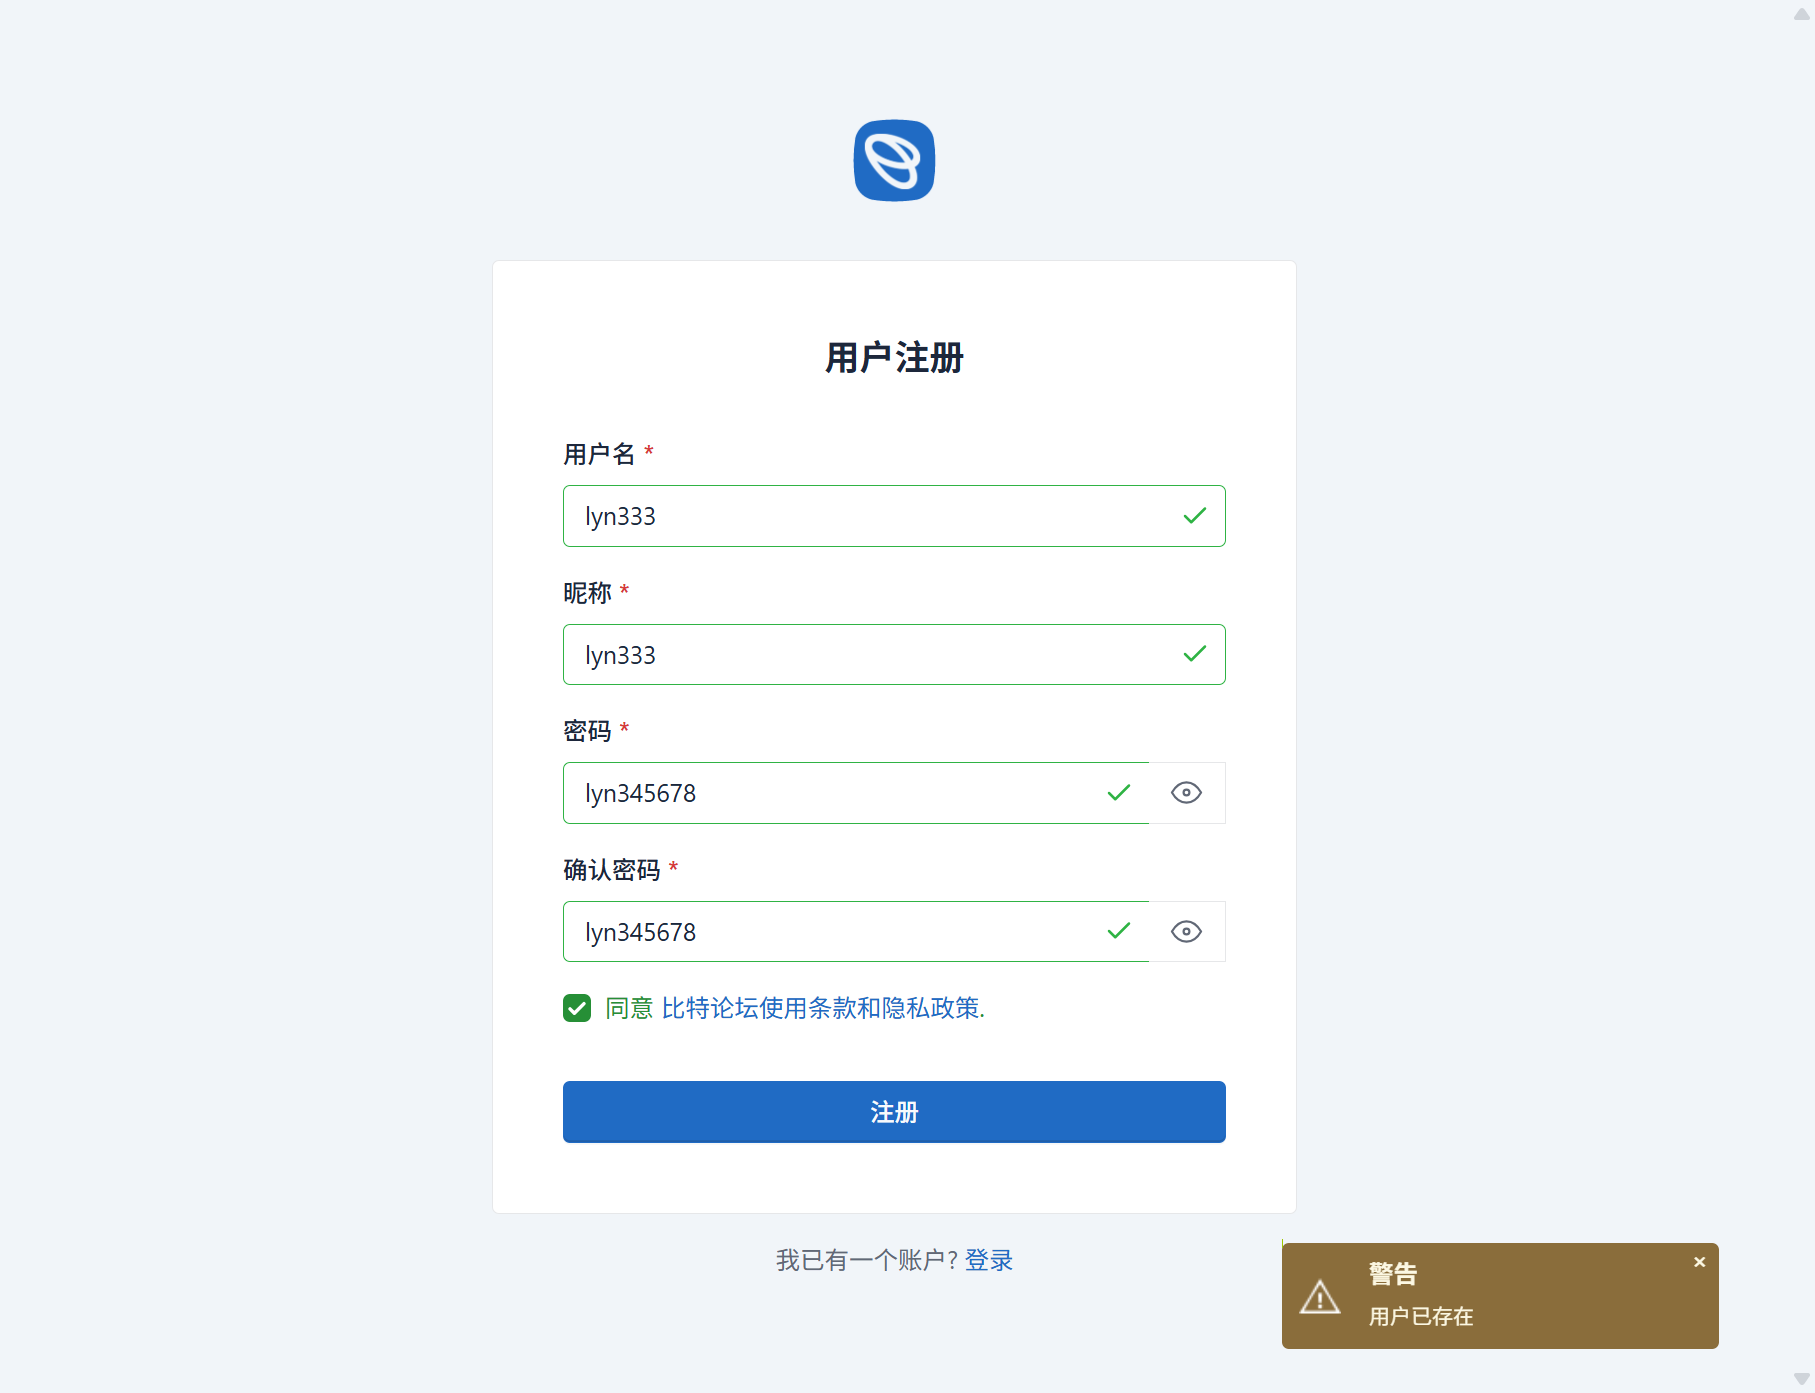 用户注册
用户名 *
lyn333
昵称 *
lyn333
密码 *
lyn345678
确认密码 *
lyn345678
同意 比特论坛使用条款和隐私政策.
注册
我已有一个账户? 登录
警告
用户已存在